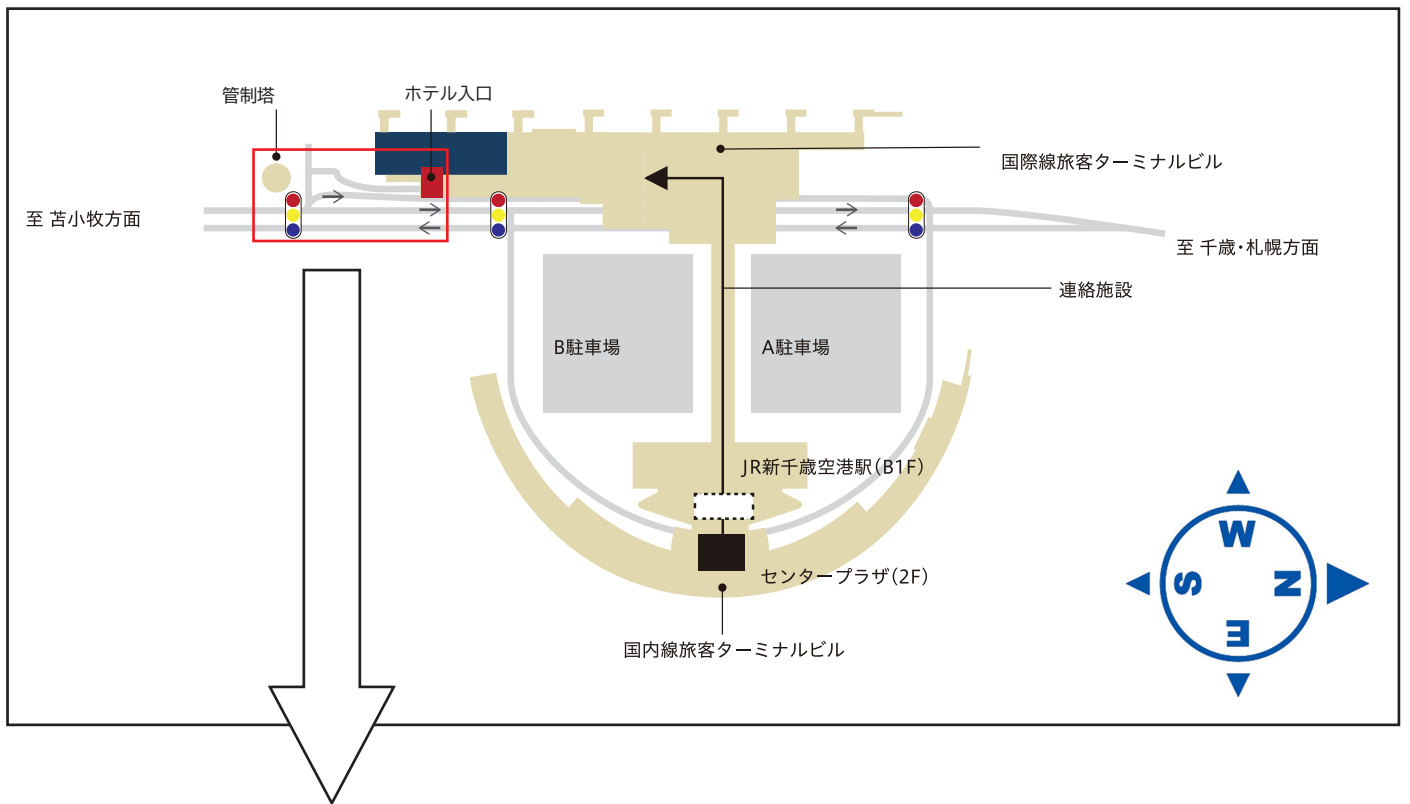 管制塔
ホテル入口
国際線旅客ターミナルビル
至 苫小牧方面
至 千歳・札幌方面
連絡施設
B駐車場
A駐車場
JR新千歳空港駅（B1F）
センタープラザ（2F）
国内線旅客ターミナルビル
W
S
N
E